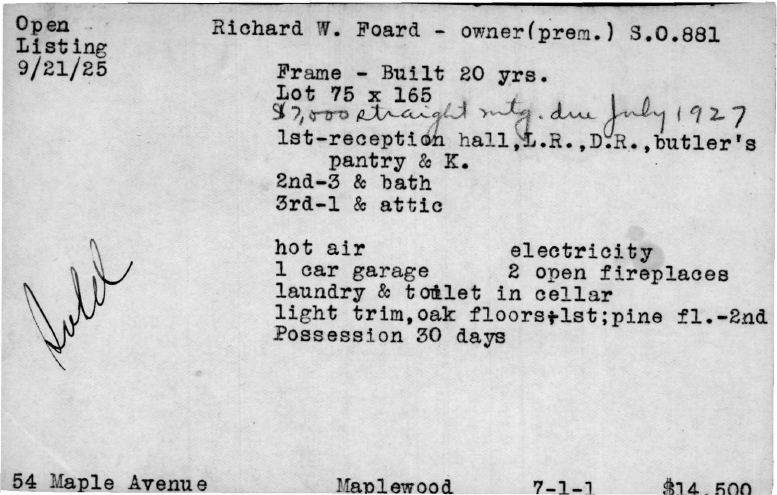 Open Richard W. Foard - owner(prem.) S.O.881
Listing
9/21/25
Frame - Built 20 yrs.
Lot 75 x 165
$7,000 straight mtg. due July 1927
1st-reception hall,L.R.,D.R.,butler's
pantry & K.
2nd-3 & bath
3rd-1 & attic
hot air electricity
1 car garage 2 open fireplaces
laundry & toilet in cellar
light trim,oak floors-1st;pine fl.-2nd
Possession 30 days
Sold
54 Maple Avenue Maplewood 7-1-1 $14,500